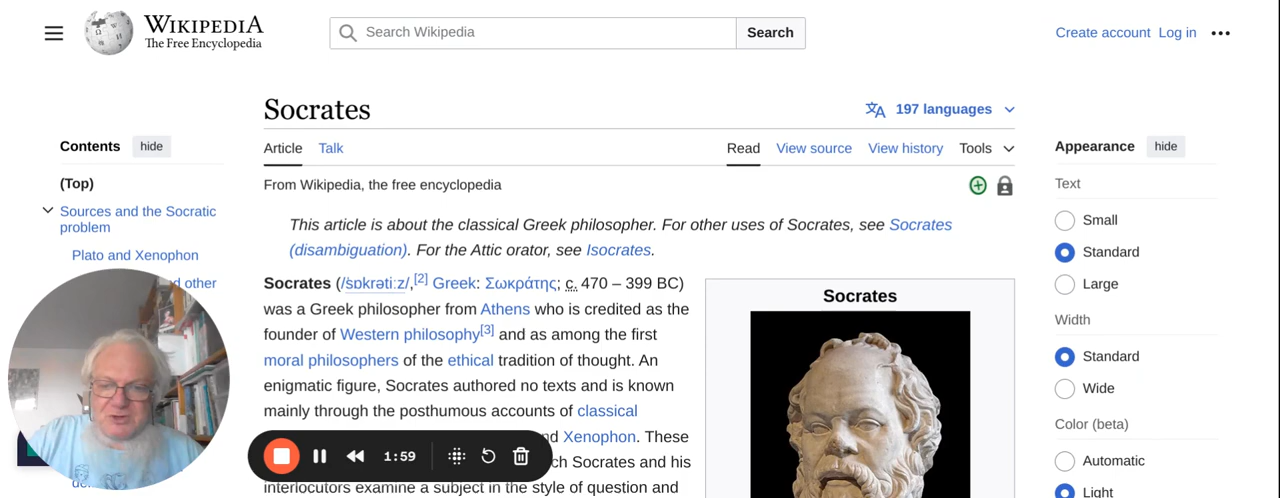 WIKIPEDIA
The Free Encyclopedia
Search Wikipedia
Search
Create account Log in
Contents hide
(Top)
Sources and the Socratic
problem
Plato and Xenophon
d other
Socrates
197 languages
Article Talk
Read View source View history Tools
From Wikipedia, the free encyclopedia
This article is about the classical Greek philosopher. For other uses of Socrates, see Socrates
(disambiguation). For the Attic orator, see Isocrates.
Socrates (/ˈsɒkrətiːz/,[2] Greek: Σωκράτης; c. 470 – 399 BC)
was a Greek philosopher from Athens who is credited as the
founder of Western philosophy[3] and as among the first
moral philosophers of the ethical tradition of thought. An
enigmatic figure, Socrates authored no texts and is known
mainly through the posthumous accounts of classical
nd Xenophon. These
ch Socrates and his
interlocutors examine a subject in the style of question and
Socrates
1:59
Appearance hide
Text
Small
Standard
Large
Width
Standard
Wide
Color (beta)
Automatic
Light